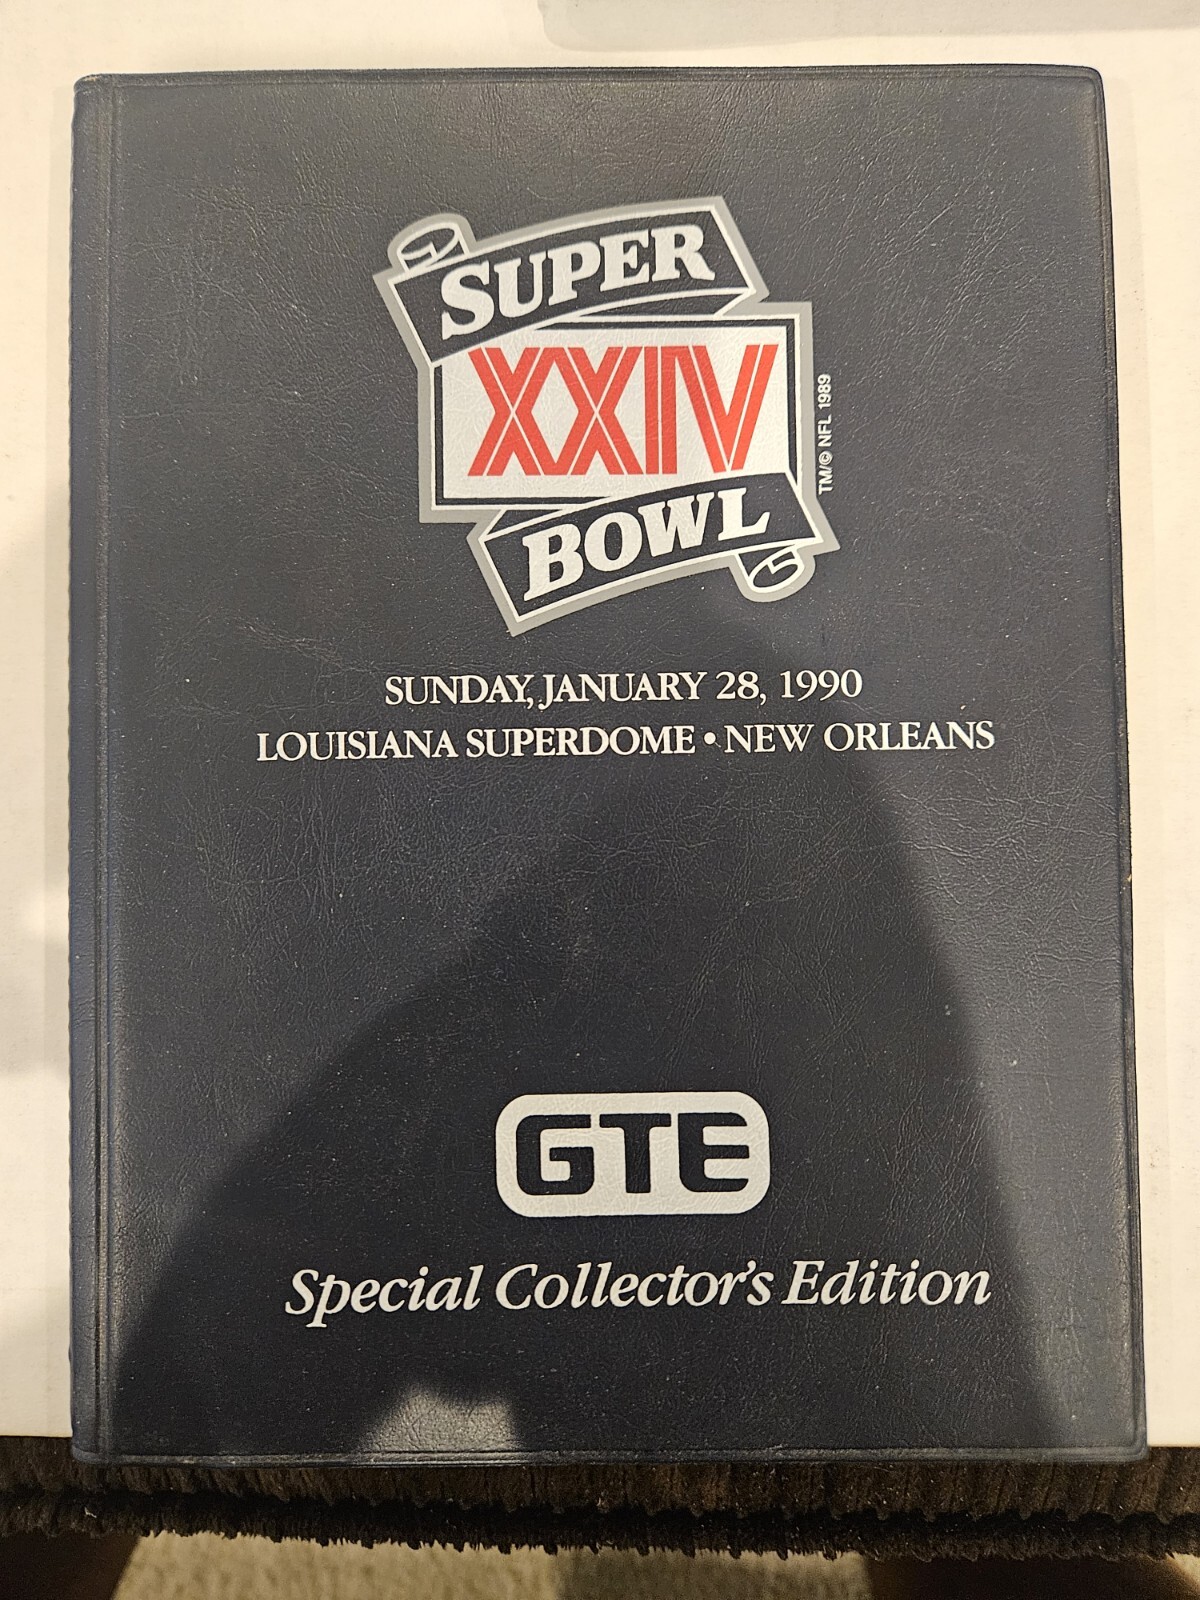 SUPER
XXIV
BOWL
TM/© NFL 1989
SUNDAY, JANUARY 28, 1990
LOUISIANA SUPERDOME • NEW ORLEANS
GTE
Special Collector's Edition